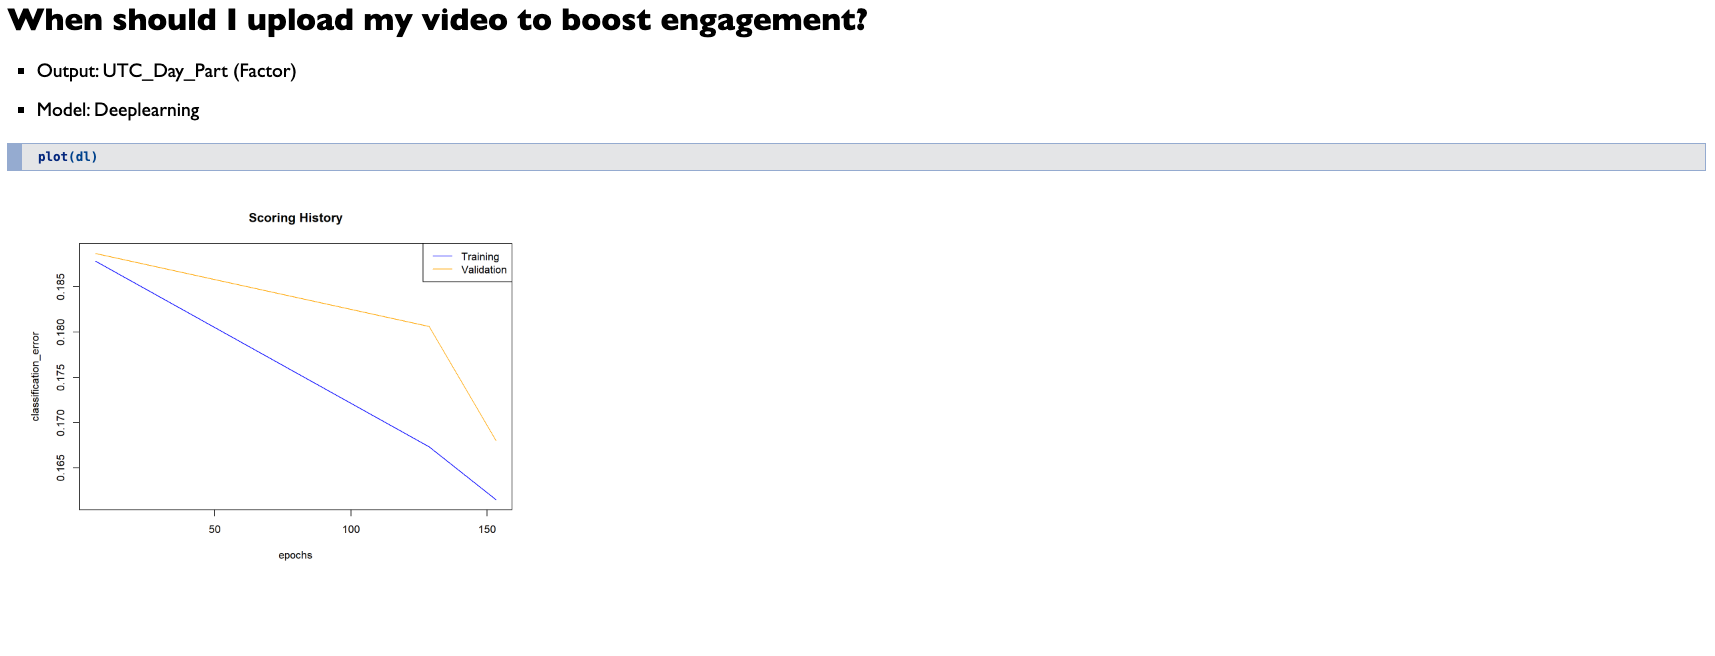 When should I upload my video to boost engagement?
▪ Output: UTC_Day_Part (Factor)
▪ Model: Deeplearning
plot(dl)
Scoring History
Training
Validation
classification_error
0.185
0.180
0.175
0.170
0.165
50 100 150
epochs